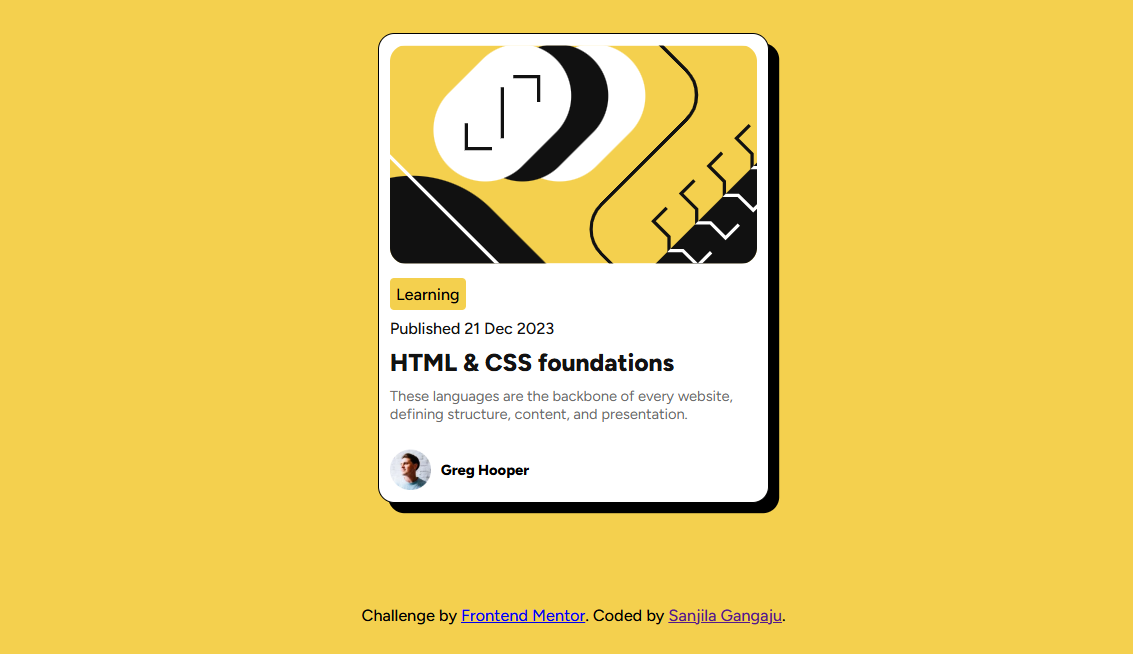 Learning
Published 21 Dec 2023
HTML & CSS foundations
These languages are the backbone of every website,
defining structure, content, and presentation.
Greg Hooper
Challenge by Frontend Mentor. Coded by Sanjila Gangaju.